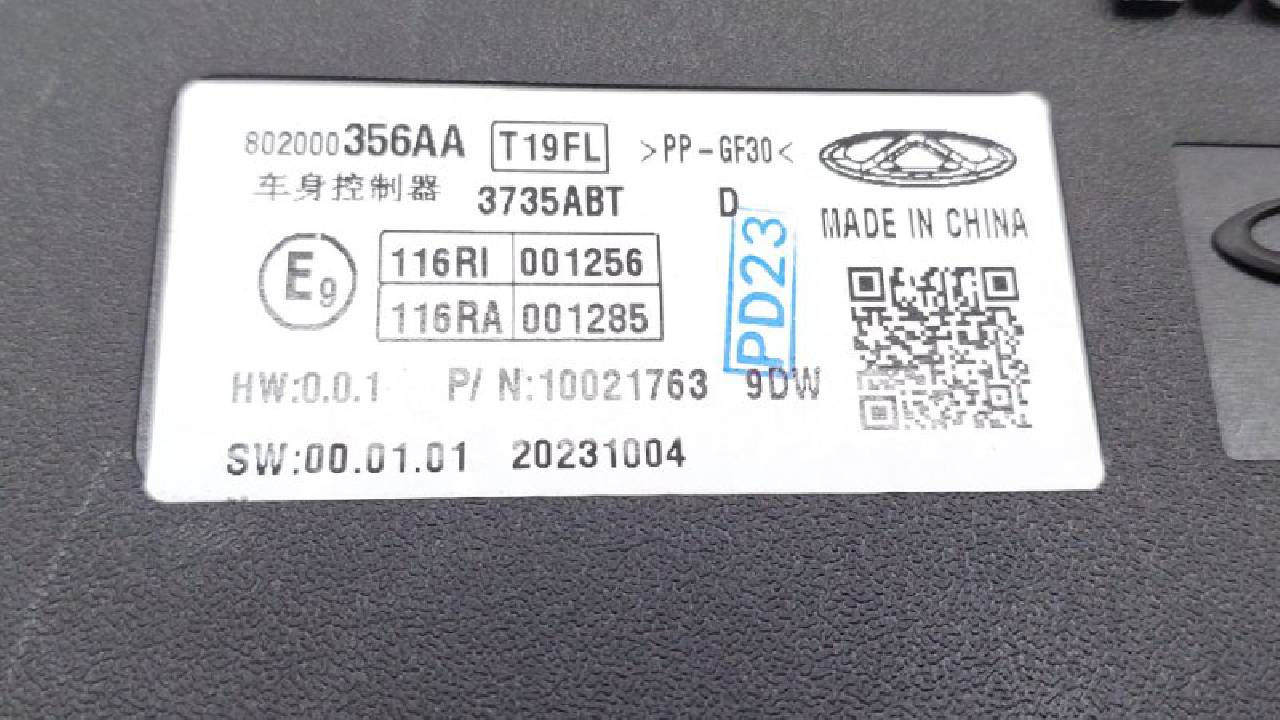 802000356AA T19FL >PP-GF30<
车身控制器 3735ABT D
MADE IN CHINA
E9
116RI 001256
116RA 001285
PD23
HW:0.0.1 P/ N:10021763 9DW
SW:00.01.01 20231004